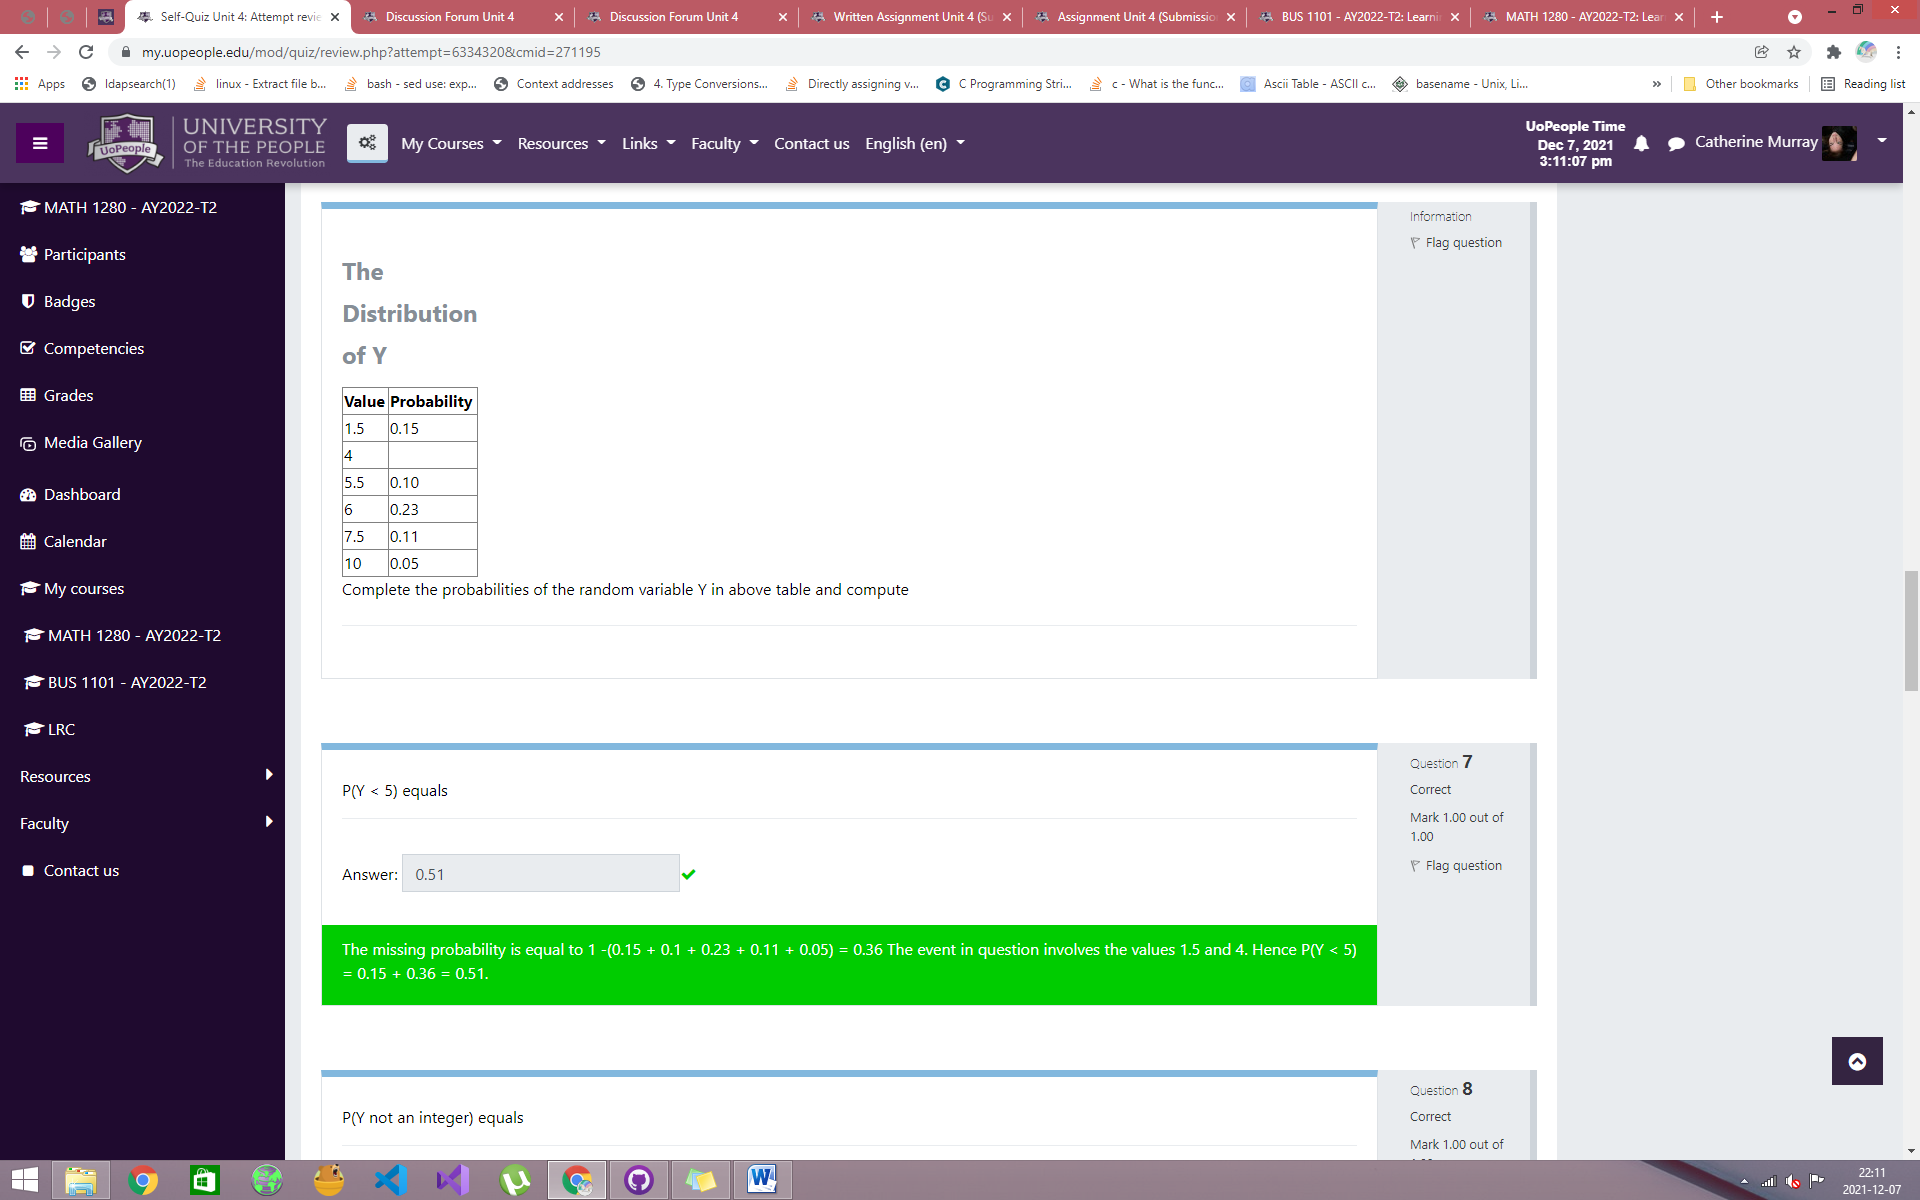 Self-Quiz Unit 4: Attempt revie
Discussion Forum Unit 4
Discussion Forum Unit 4
Written Assignment Unit 4 (Su
Assignment Unit 4 (Submissio
BUS 1101 - AY2022-T2: Learni
MATH 1280 - AY2022-T2: Lear
my.uopeople.edu/mod/quiz/review.php?attempt=6334320&cmid=271195
Apps
ldapsearch(1)
linux - Extract file b...
bash - sed use: exp...
Context addresses
4. Type Conversions...
Directly assigning v...
C Programming Stri...
c - What is the func...
Ascii Table - ASCII c...
basename - Unix, Li...
»
Other bookmarks
Reading list
UoPeople
UNIVERSITY
OF THE PEOPLE
The Education Revolution
My Courses
Resources
Links
Faculty
Contact us
English (en)
UoPeople Time
Dec 7, 2021
3:11:07 pm
Catherine Murray
MATH 1280 - AY2022-T2
Participants
Badges
Competencies
Grades
Media Gallery
Dashboard
Calendar
My courses
MATH 1280 - AY2022-T2
BUS 1101 - AY2022-T2
LRC
Resources
Faculty
Contact us
The
Distribution
of Y
Value Probability
1.5 0.15
4
5.5 0.10
6 0.23
7.5 0.11
10 0.05
Complete the probabilities of the random variable Y in above table and compute
Information
Flag question
P(Y < 5) equals
Answer: 0.51
The missing probability is equal to 1 -(0.15 + 0.1 + 0.23 + 0.11 + 0.05) = 0.36 The event in question involves the values 1.5 and 4. Hence P(Y < 5)
= 0.15 + 0.36 = 0.51.
Question 7
Correct
Mark 1.00 out of
1.00
Flag question
P(Y not an integer) equals
Question 8
Correct
Mark 1.00 out of
22:11
2021-12-07